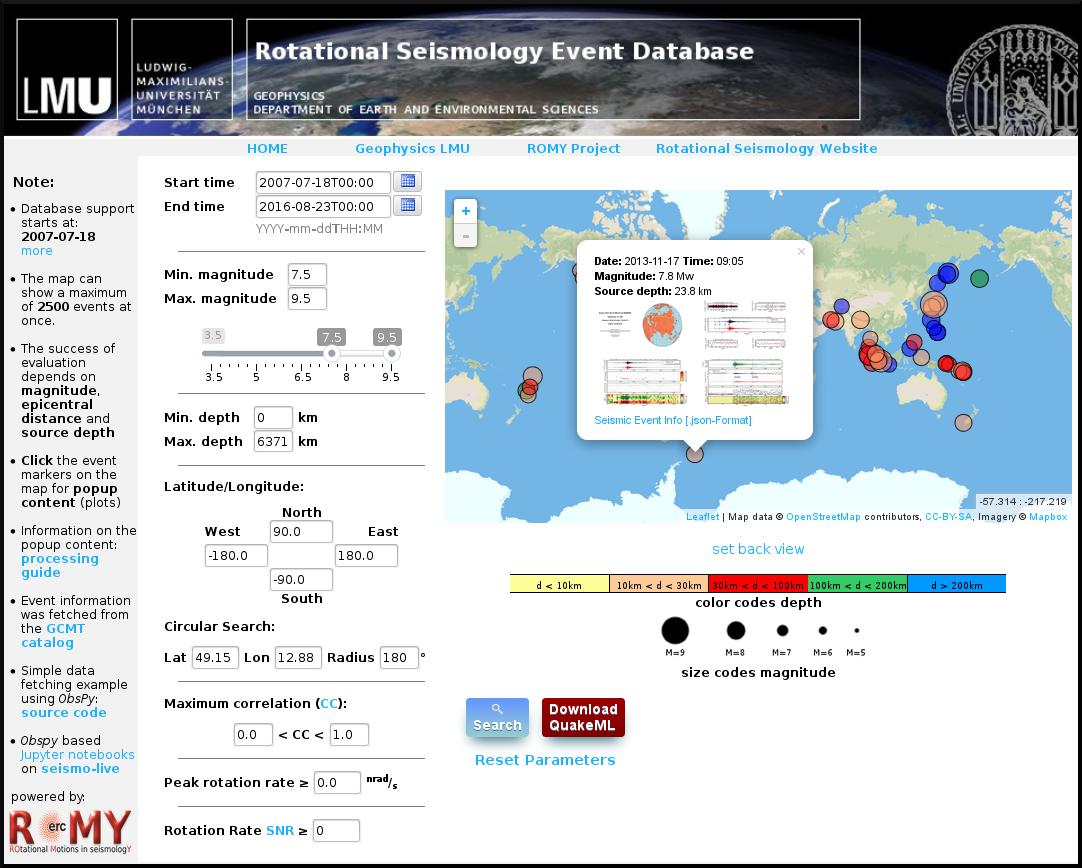 LMU
LUDWIG-
MAXIMILIANS-
UNIVERSITÄT
MÜNCHEN
Rotational Seismology Event Database
GEOPHYSICS
DEPARTMENT OF EARTH AND ENVIRONMENTAL SCIENCES
HOME
Geophysics LMU
ROMY Project
Rotational Seismology Website
Note:
• Database support
starts at:
2007-07-18
more
• The map can
show a maximum
of 2500 events at
once.
• The success of
evaluation
depends on
magnitude,
epicentral
distance and
source depth
• Click the event
markers on the
map for popup
content (plots)
• Information on the
popup content:
processing
guide
• Event information
was fetched from
the GCMT
catalog
• Simple data
fetching example
using ObsPy:
source code
• Obspy based
Jupyter notebooks
on seismo-live
powered by:
ROMY
erc
ROtational Motions in seismologY
Start time 2007-07-18T00:00
End time 2016-08-23T00:00
YYYY-mm-ddTHH:MM
Min. magnitude 7.5
Max. magnitude 9.5
3.5 7.5 9.5
3.5 5 6.5 8 9.5
Min. depth 0 km
Max. depth 6371 km
Latitude/Longitude:
North
West 90.0 East
-180.0 180.0
-90.0
South
Circular Search:
Lat 49.15 Lon 12.88 Radius 180 °
Maximum correlation (CC):
0.0 < CC < 1.0
Peak rotation rate ≥ 0.0 nrad/s
Rotation Rate SNR ≥ 0
+
-
×
Date: 2013-11-17 Time: 09:05
Magnitude: 7.8 Mw
Source depth: 23.8 km
Seismic Event Info [.json-Format]
-57.314 : -217.219
Leaflet | Map data © OpenStreetMap contributors, CC-BY-SA, Imagery © Mapbox
set back view
d < 10km 10km < d < 30km 30km < d < 100km 100km < d < 200km d > 200km
color codes depth
M=9 M=8 M=7 M=6 M=5
size codes magnitude
Search
Download
QuakeML
Reset Parameters